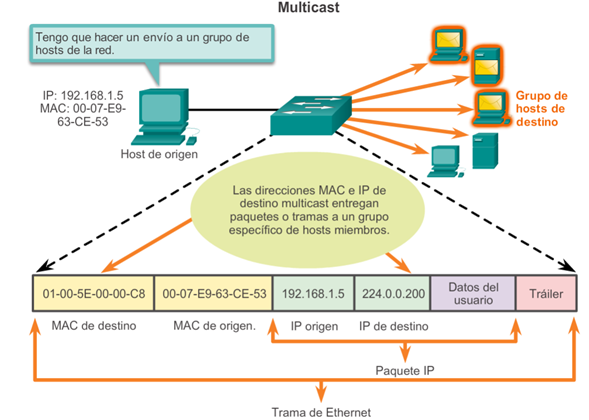 Multicast
Tengo que hacer un envío a un grupo de
hosts de la red.
IP: 192.168.1.5
MAC: 00-07-E9-
63-CE-53
Host de origen
Grupo de
hosts de
destino
Las direcciones MAC e IP de
destino multicast entregan
paquetes o tramas a un grupo
específico de hosts miembros.
01-00-5E-00-00-C8
00-07-E9-63-CE-53
192.168.1.5
224.0.0.200
Datos del
usuario
Tráiler
MAC de destino
MAC de origen.
IP origen
IP de destino
Paquete IP
Trama de Ethernet